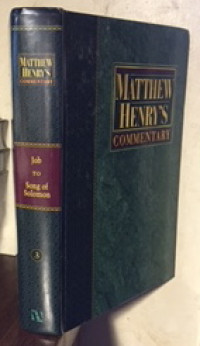 MATTHEW
HENRY'S
COMMENTARY
Job
TO
Song of
Solomon
3
MATTHEW
HENRY'S
COMMENTARY